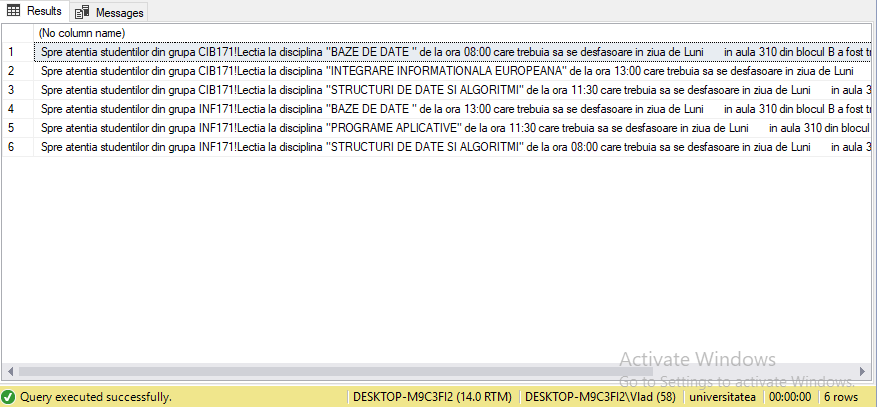 Results Messages
(No column name)
1 Spre atentia studentilor din grupa CIB171!Lectia la disciplina "BAZE DE DATE " de la ora 08:00 care trebuia sa se desfasoare in ziua de Luni in aula 310 din blocul B a fost
2 Spre atentia studentilor din grupa CIB171!Lectia la disciplina "INTEGRARE INFORMATIONALA EUROPEANA" de la ora 13:00 care trebuia sa se desfasoare in ziua de Luni
3 Spre atentia studentilor din grupa CIB171!Lectia la disciplina "STRUCTURI DE DATE SI ALGORITMI" de la ora 11:30 care trebuia sa se desfasoare in ziua de Luni in aula 3
4 Spre atentia studentilor din grupa INF171!Lectia la disciplina "BAZE DE DATE " de la ora 13:00 care trebuia sa se desfasoare in ziua de Luni in aula 310 din blocul B a fost
5 Spre atentia studentilor din grupa INF171!Lectia la disciplina "PROGRAME APLICATIVE" de la ora 11:30 care trebuia sa se desfasoare in ziua de Luni in aula 310 din blocul
6 Spre atentia studentilor din grupa INF171!Lectia la disciplina "STRUCTURI DE DATE SI ALGORITMI" de la ora 08:00 care trebuia sa se desfasoare in ziua de Luni in aula 3
Activate Windows
Go to Settings to activate Windows.
Query executed successfully. DESKTOP-M9C3FI2 (14.0 RTM) DESKTOP-M9C3FI2\Vlad (58) universitatea 00:00:00 6 rows